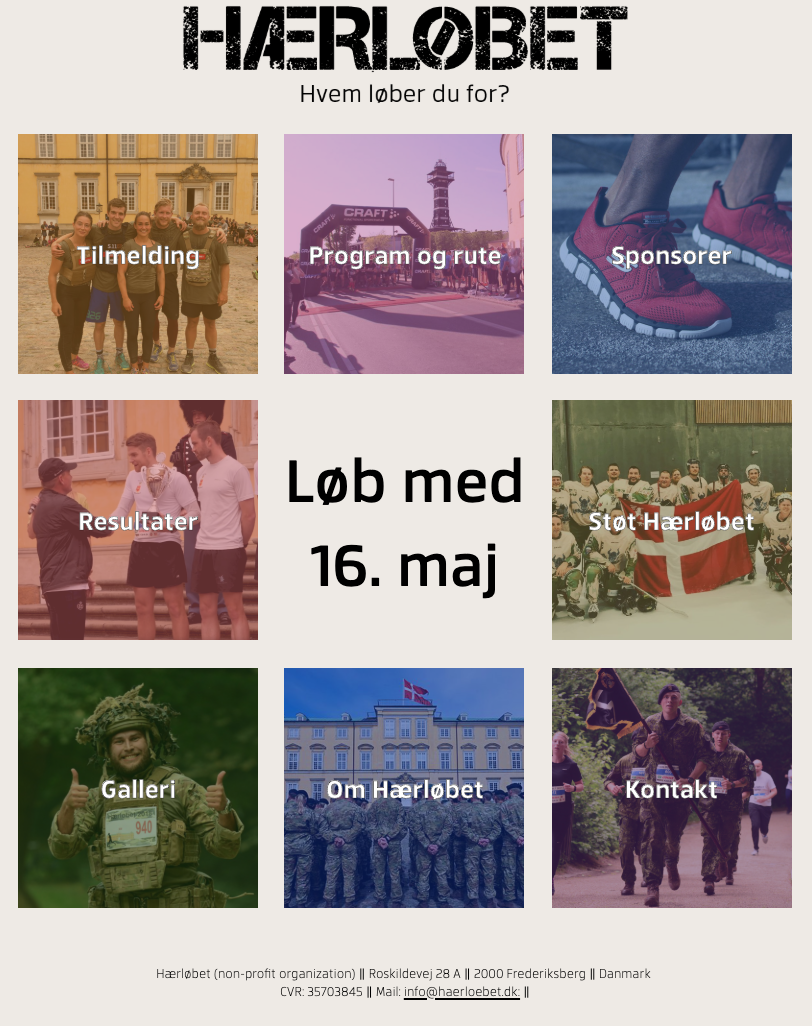 HÆRLØBET
Hvem løber du for?
Tilmelding
CRAFT
Program og rute
Sponsorer
Resultater
Løb med
16. maj
Støt Hærløbet
Galleri
940
Om Hærløbet
Kontakt
Hærløbet (non-profit organization) || Roskildevej 28 A || 2000 Frederiksberg || Danmark
CVR: 35703845 || Mail: info@haerloebet.dk: ||